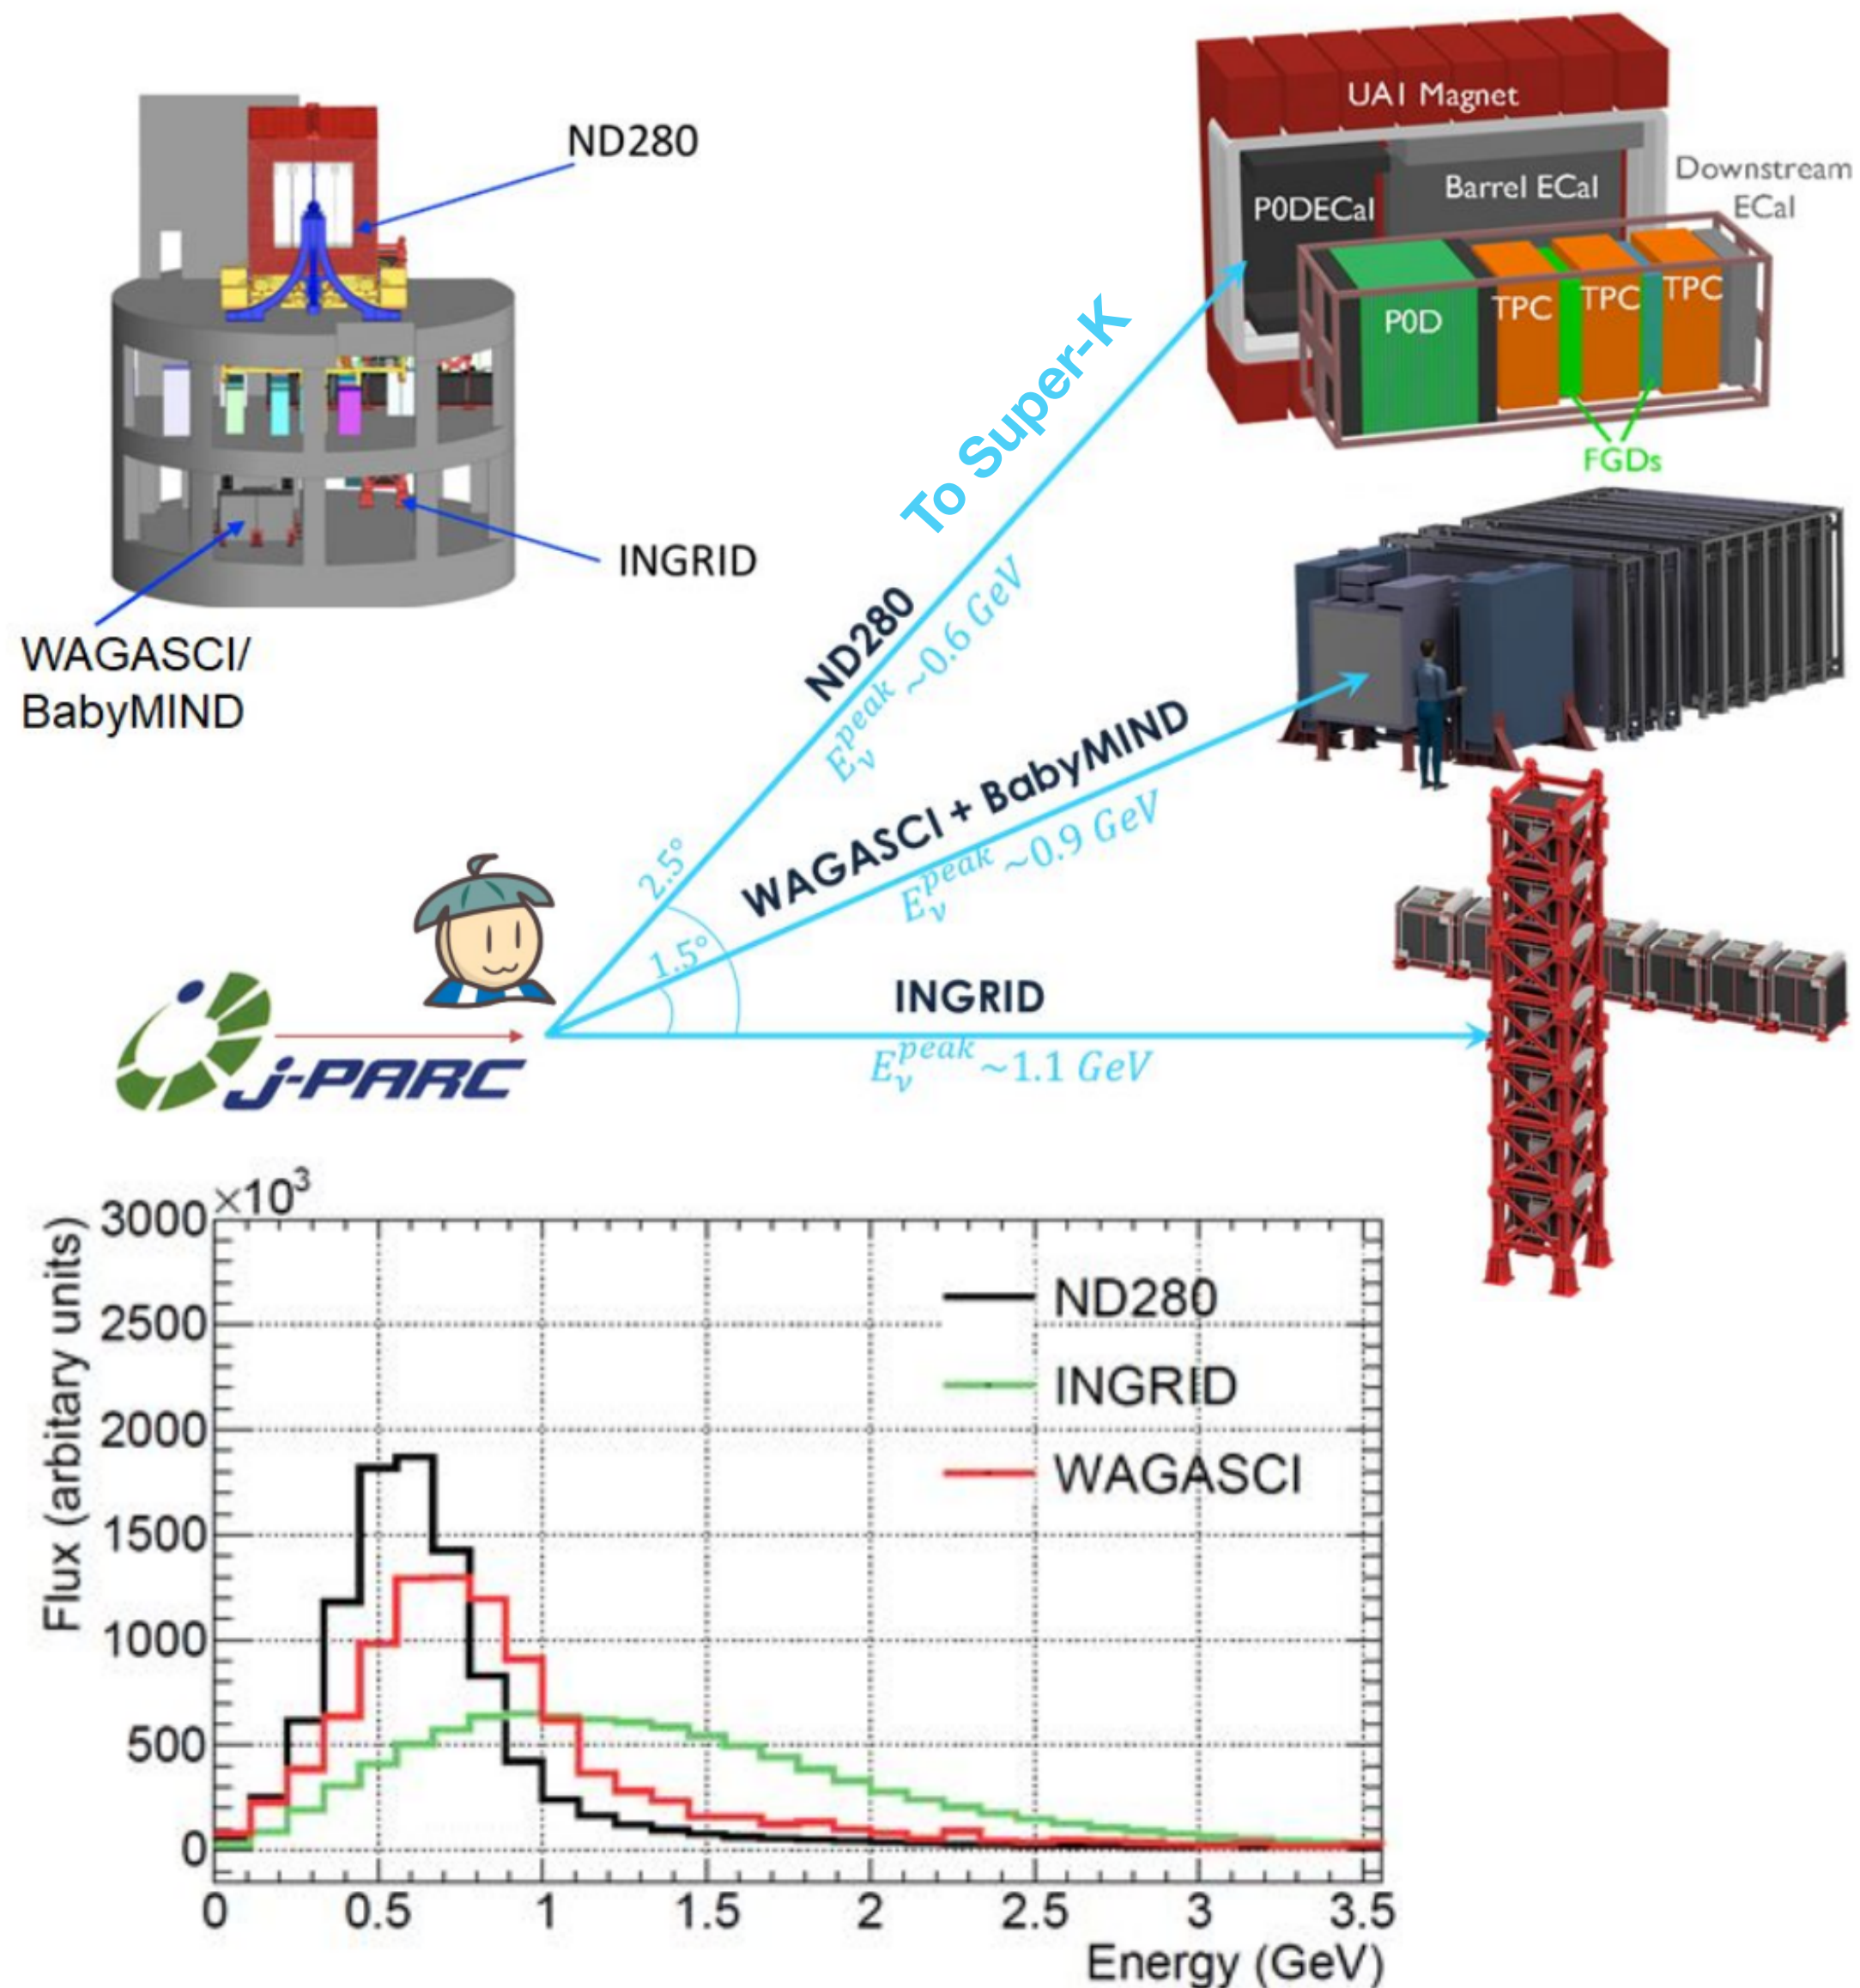 ND280
INGRID
WAGASCI/
BabyMIND
UA1 Magnet
P0DECal
Barrel ECal
Downstream
ECal
P0D
TPC
TPC
TPC
FGDs
To Super-K
ND280
E_ν^peak ~0.6 GeV
WAGASCI + BabyMIND
E_ν^peak ~0.9 GeV
2.5°
1.5°
INGRID
E_ν^peak ~1.1 GeV
j-PARC
×10³
Flux (arbitary units)
3000
2500
2000
1500
1000
500
0
ND280
INGRID
WAGASCI
0 0.5 1 1.5 2 2.5 3 3.5
Energy (GeV)